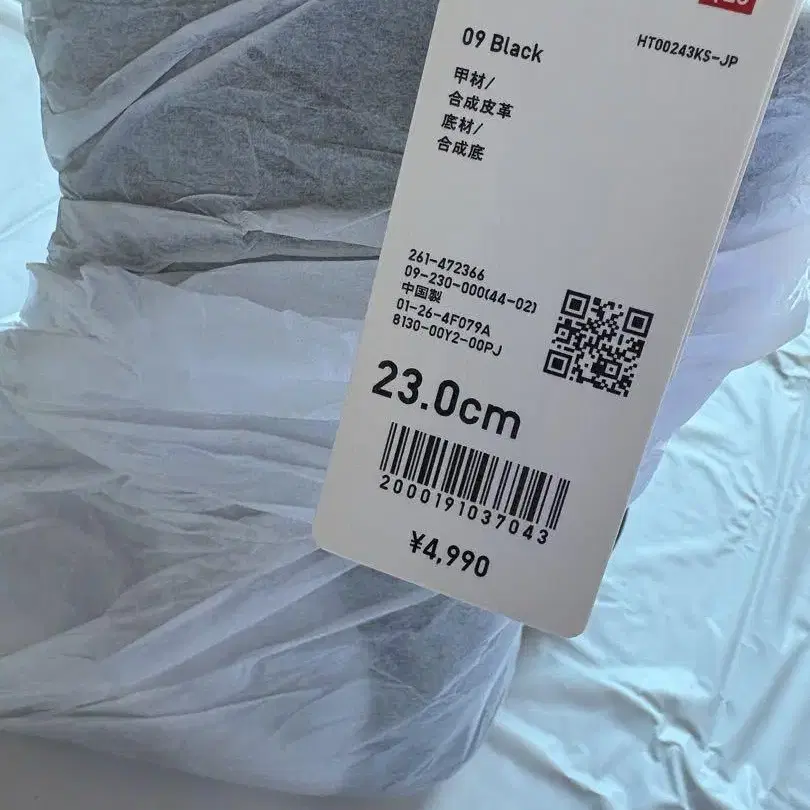 09 Black
HT00243KS-JP
甲材/
合成皮革
底材/
合成底
261-472366
09-230-000(44-02)
中国製
01-26-4F079A
8130-00Y2-00PJ
23.0cm
2000191037043
¥4,990